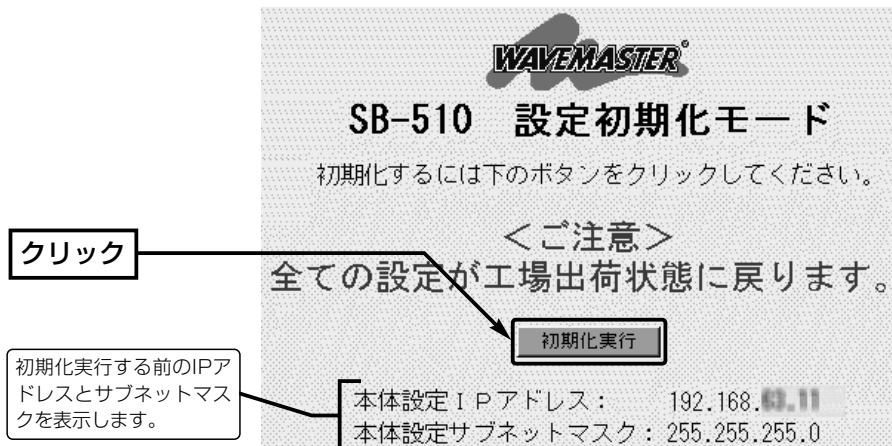 WAVEMASTER®
SB-510 設定初期化モード
初期化するには下のボタンをクリックしてください。
<ご注意>
全ての設定が工場出荷状態に戻ります。
クリック
初期化実行
初期化実行する前のIPア
ドレスとサブネットマス
クを表示します。
本体設定IPアドレス: 192.168.
本体設定サブネットマスク: 255.255.255.0